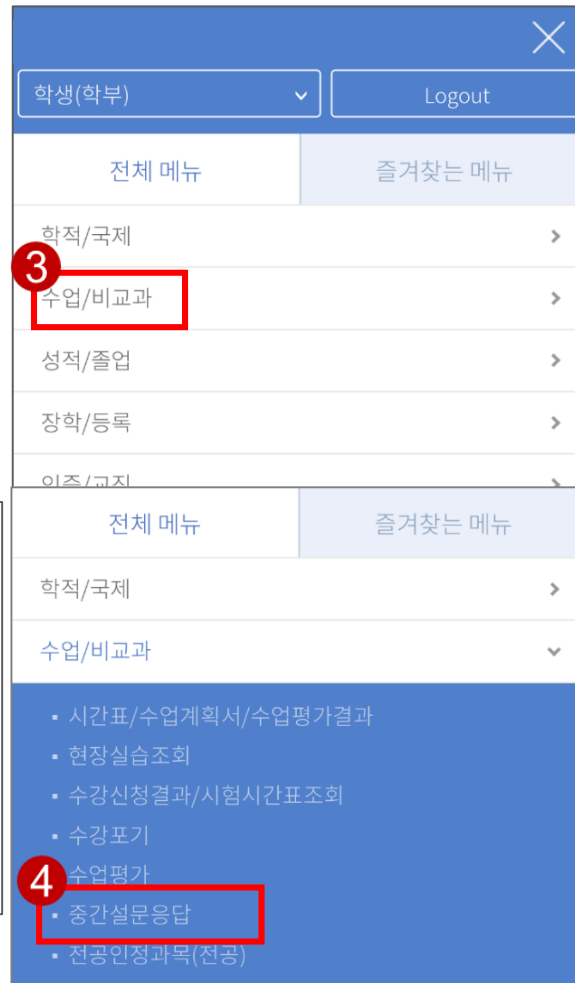 학생(학부)
Logout
전체 메뉴
즐겨찾는 메뉴
학적/국제
3
수업/비교과
성적/졸업
장학/등록
인증/교직
전체 메뉴
즐겨찾는 메뉴
학적/국제
수업/비교과
▪ 시간표/수업계획서/수업평가결과
▪ 현장실습조회
▪ 수강신청결과/시험시간표조회
▪ 수강포기
수업평가
4
▪ 중간설문응답
▪ 전공인정과목(전공)